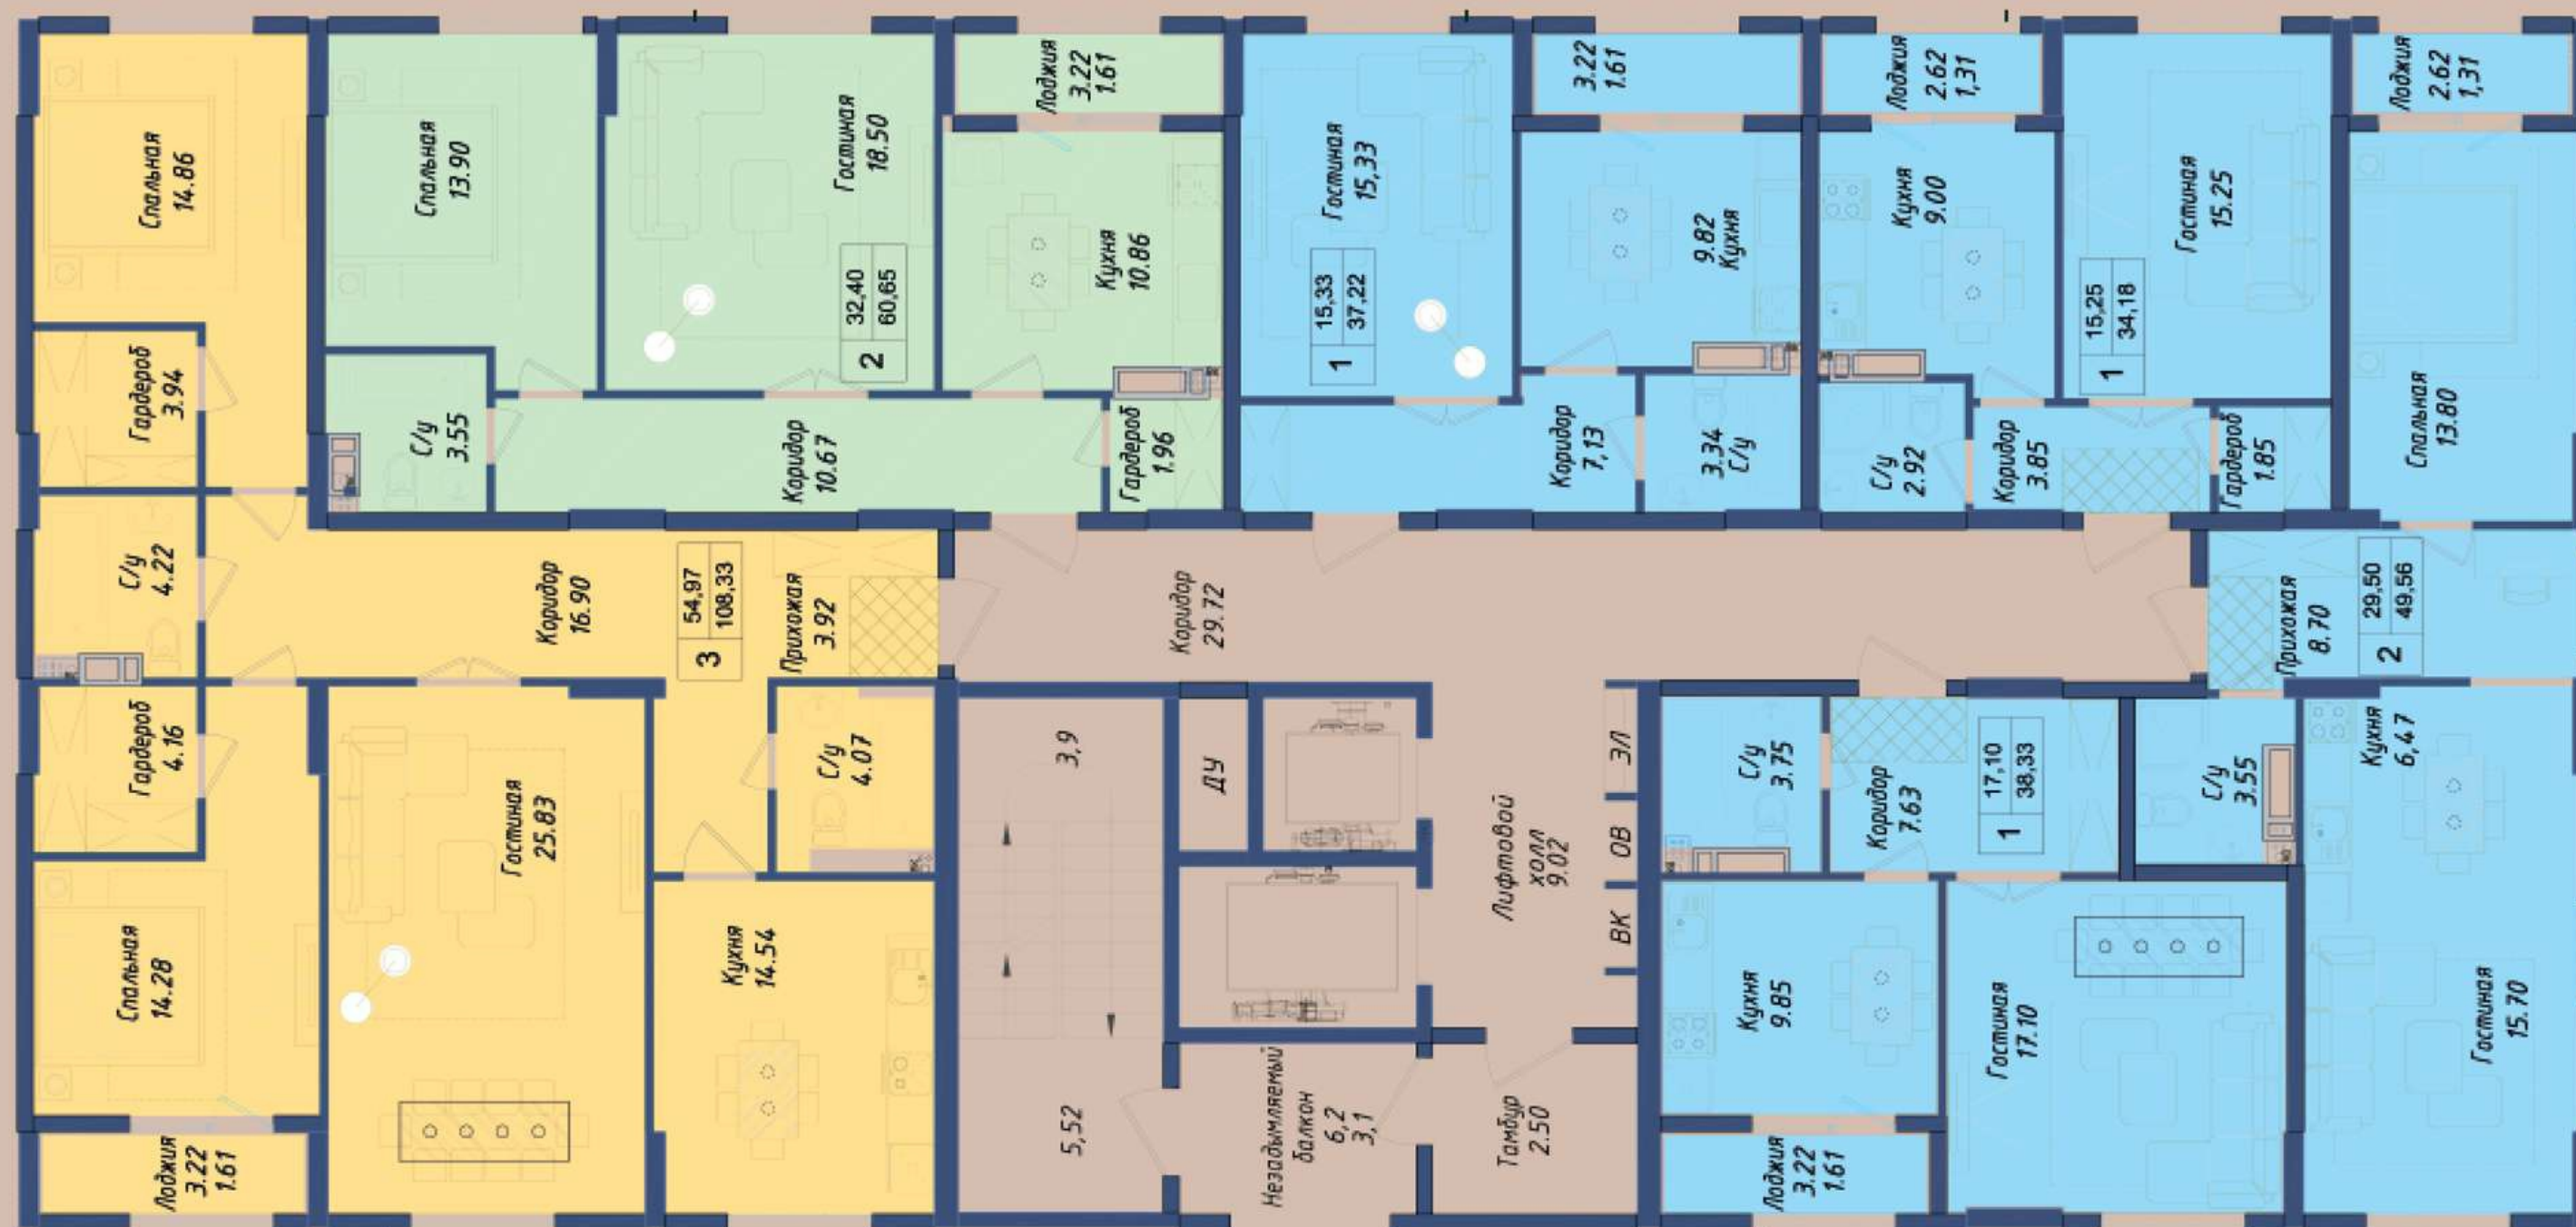 Спальная
14.86
Гардероб
3.94
С/у
4.22
Гардероб
4.16
Спальная
14.28
Лоджия
3.22
1.61
Коридор
16.90
3
54,97
108,33
Прихожая
3.92
Гостиная
25.83
С/у
4.07
Кухня
14.54
Спальная
13.90
С/у
3.55
Гостиная
18.50
2
32,40
60,65
Коридор
10.67
Лоджия
3.22
1.61
Кухня
10.86
Гардероб
1.96
Гостиная
15,33
1
15,33
37,22
3.22
1.61
9.82
Кухня
Коридор
7,13
3.34
С/у
Лоджия
2.62
1,31
Кухня
9.00
С/у
2.92
Коридор
3.85
Гостиная
15.25
1
15,25
34,18
Гардероб
1.85
Лоджия
2.62
1,31
Спальная
13.80
Прихожая
8.70
2
29,50
49,56
Коридор
29.72
3,9
5,52
ДУ
Лифтовой
холл
9.02
ЭЛ
ОВ
ВК
Незадымляемый
балкон
6,2
3,1
Тамбур
2.50
С/у
3.75
Коридор
7.63
1
17,10
38,33
С/у
3.55
Кухня
6,47
Кухня
9.85
Гостиная
17.10
Гостиная
15.70
Лоджия
3.22
1.61